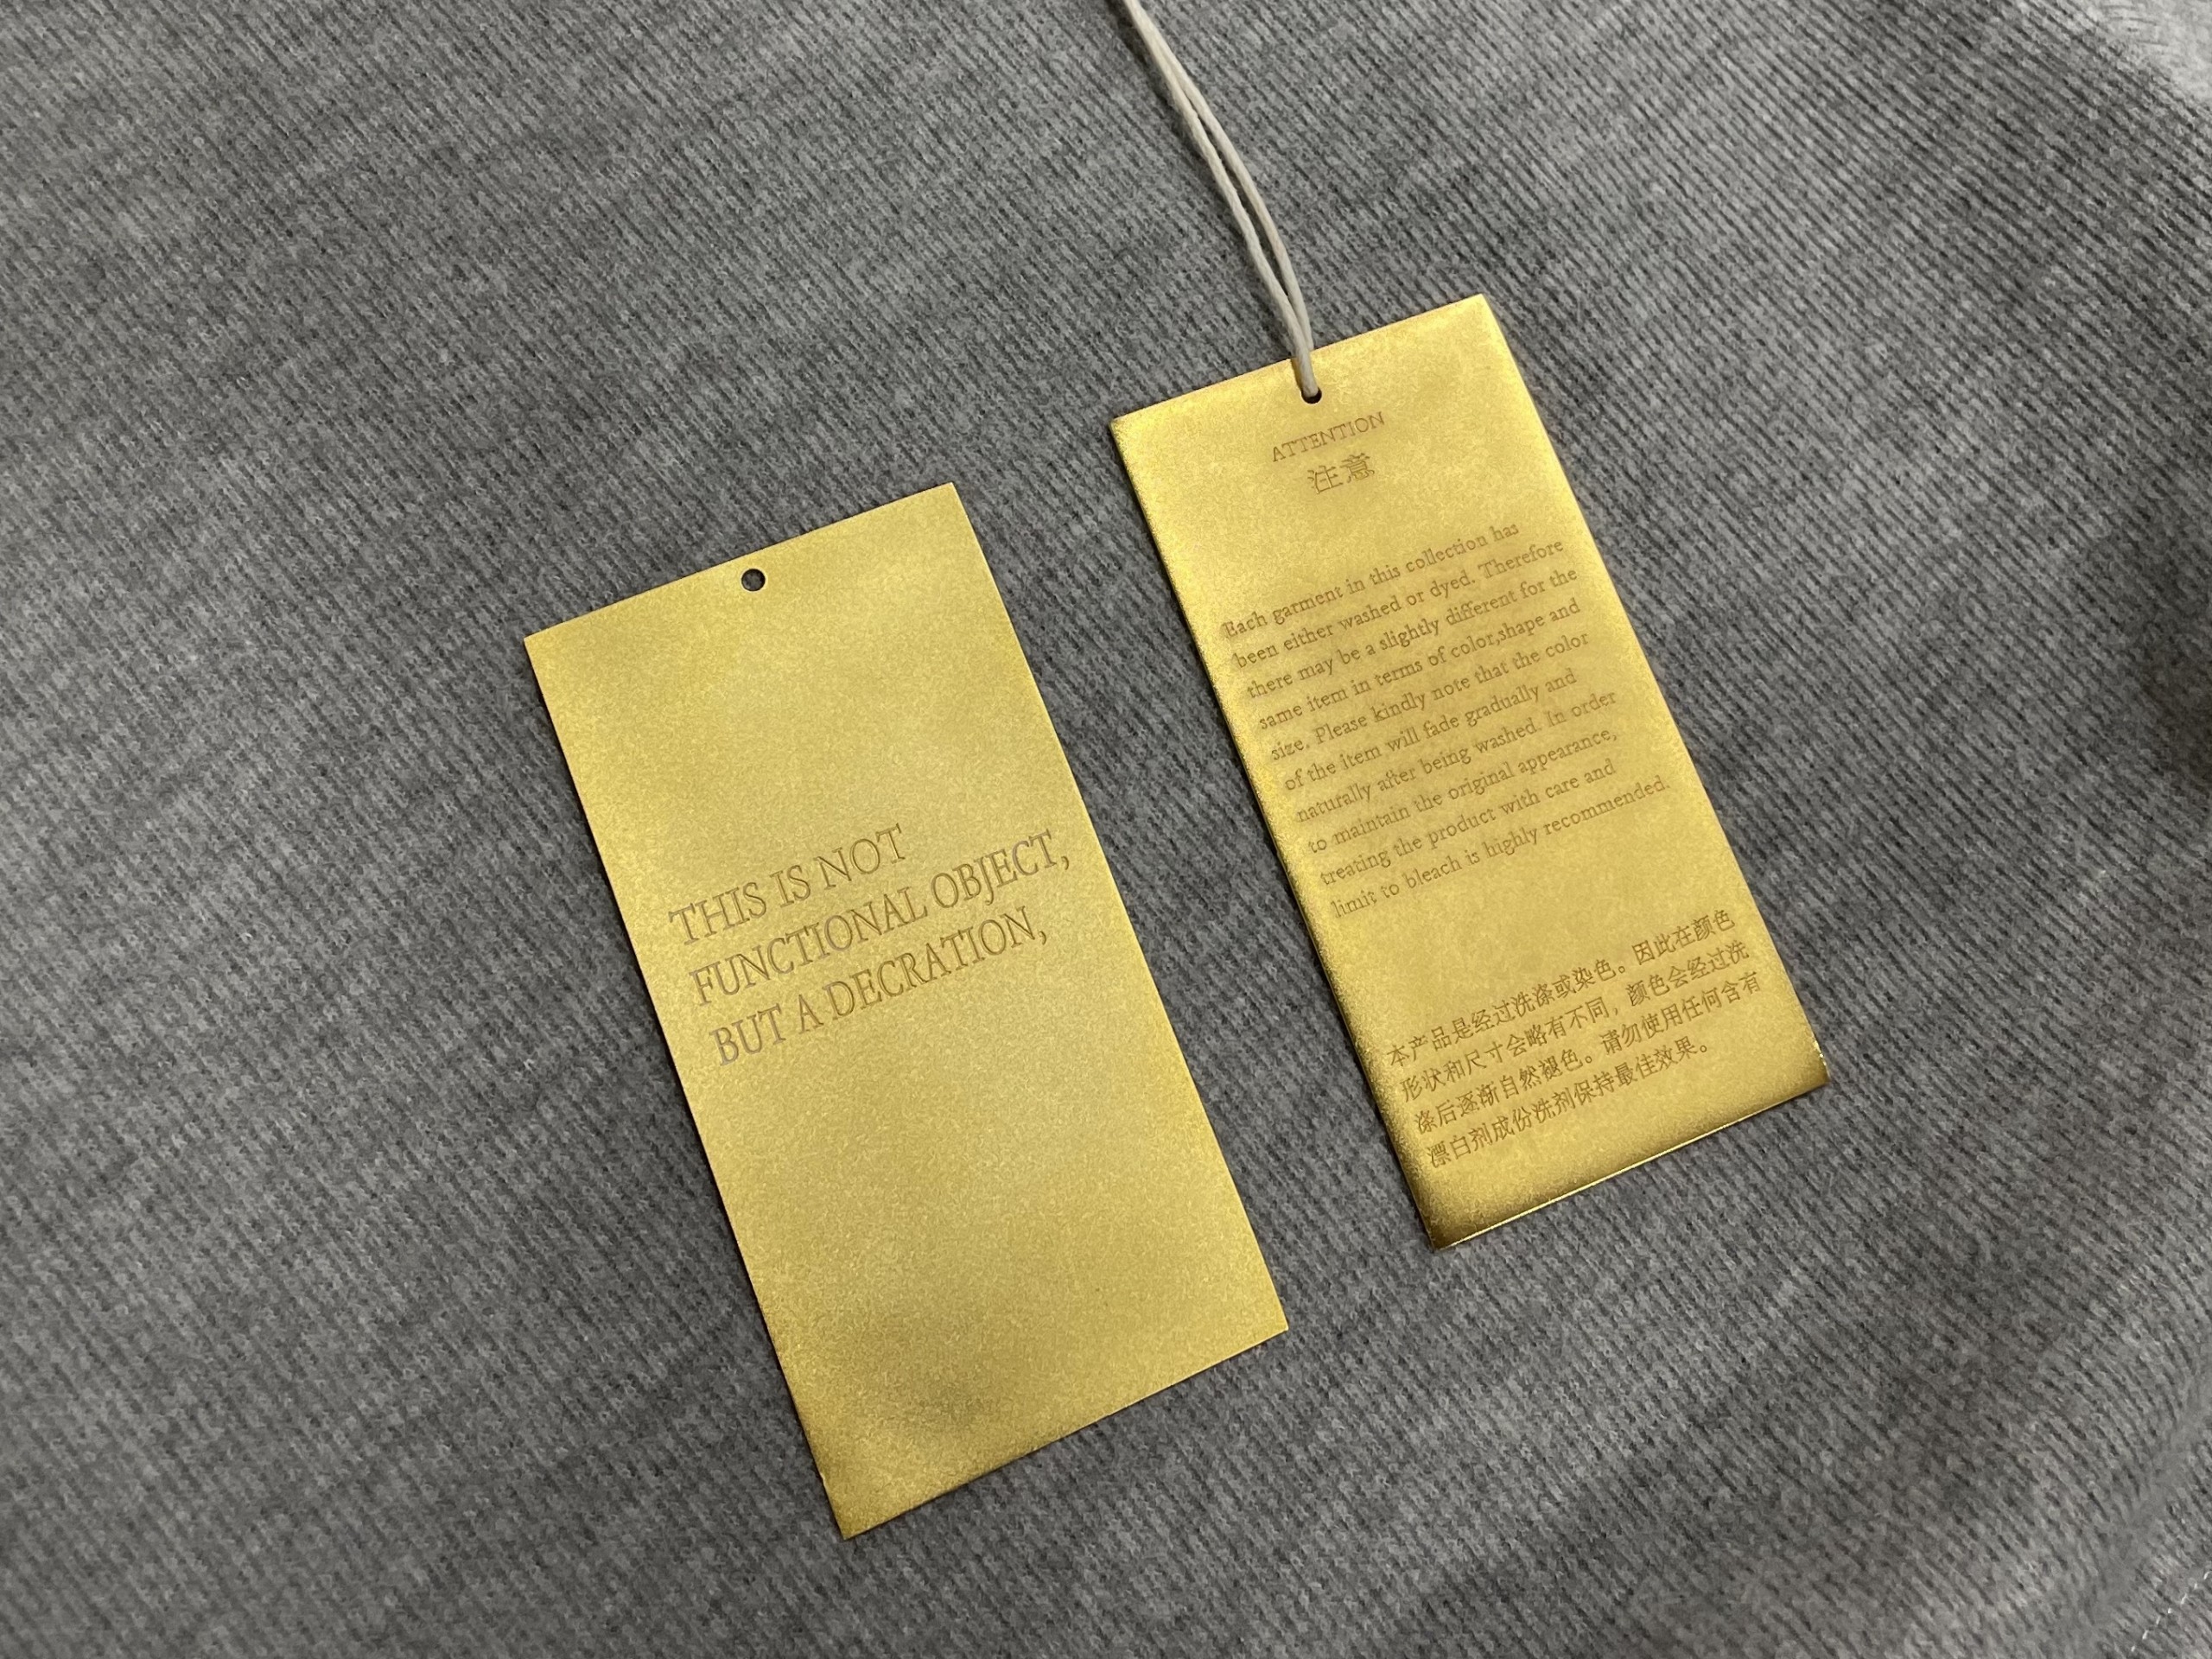 THIS IS NOT
FUNCTIONAL OBJECT,
BUT A DECRATION,
ATTENTION
注意
Each garment in this collection has
been either washed or dyed. Therefore
there may be a slightly different for the
same item in terms of color,shape and
size. Please kindly note that the color
of the item will fade gradually and
naturally after being washed. In order
to maintain the original appearance,
treating the product with care and
limit to bleach is highly recommended.
本产品是经过洗涤或染色。因此在颜色
形状和尺寸会略有不同，颜色会经过洗
涤后逐渐自然褪色。请勿使用任何含有
漂白剂成份洗剂保持最佳效果。